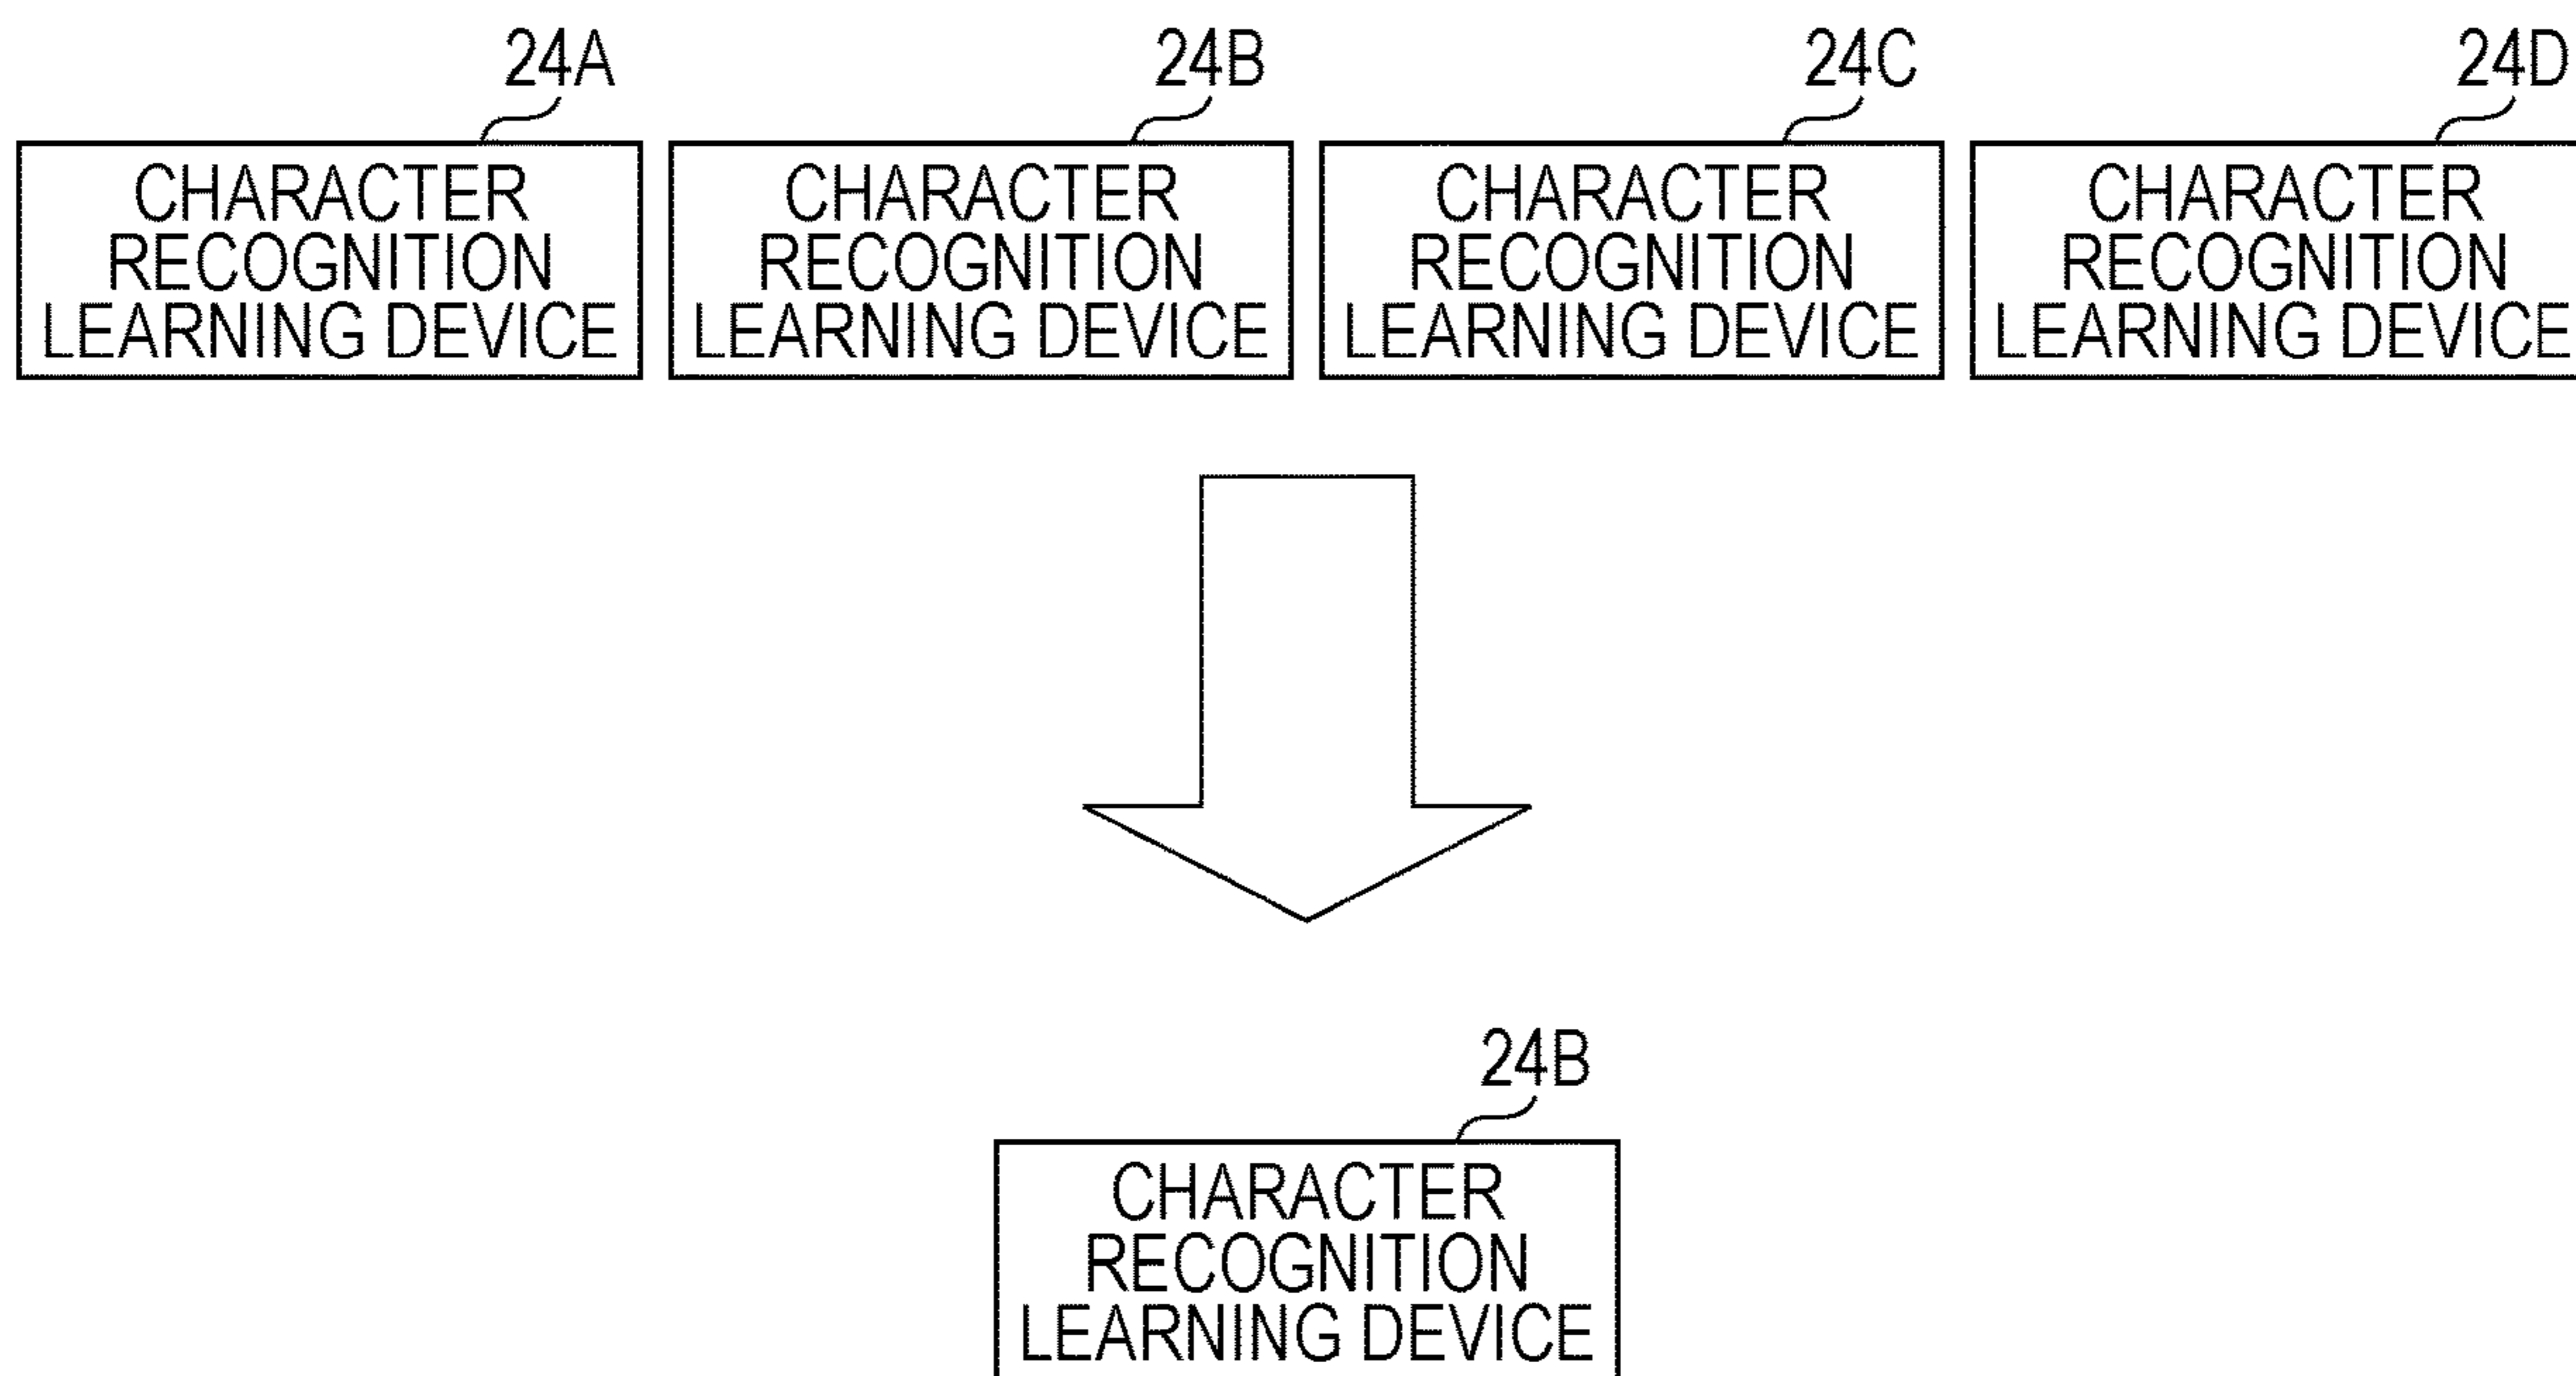 24A 24B 24C 24D
CHARACTER CHARACTER CHARACTER CHARACTER
RECOGNITION RECOGNITION RECOGNITION RECOGNITION
LEARNING DEVICE LEARNING DEVICE LEARNING DEVICE LEARNING DEVICE
24B
CHARACTER
RECOGNITION
LEARNING DEVICE